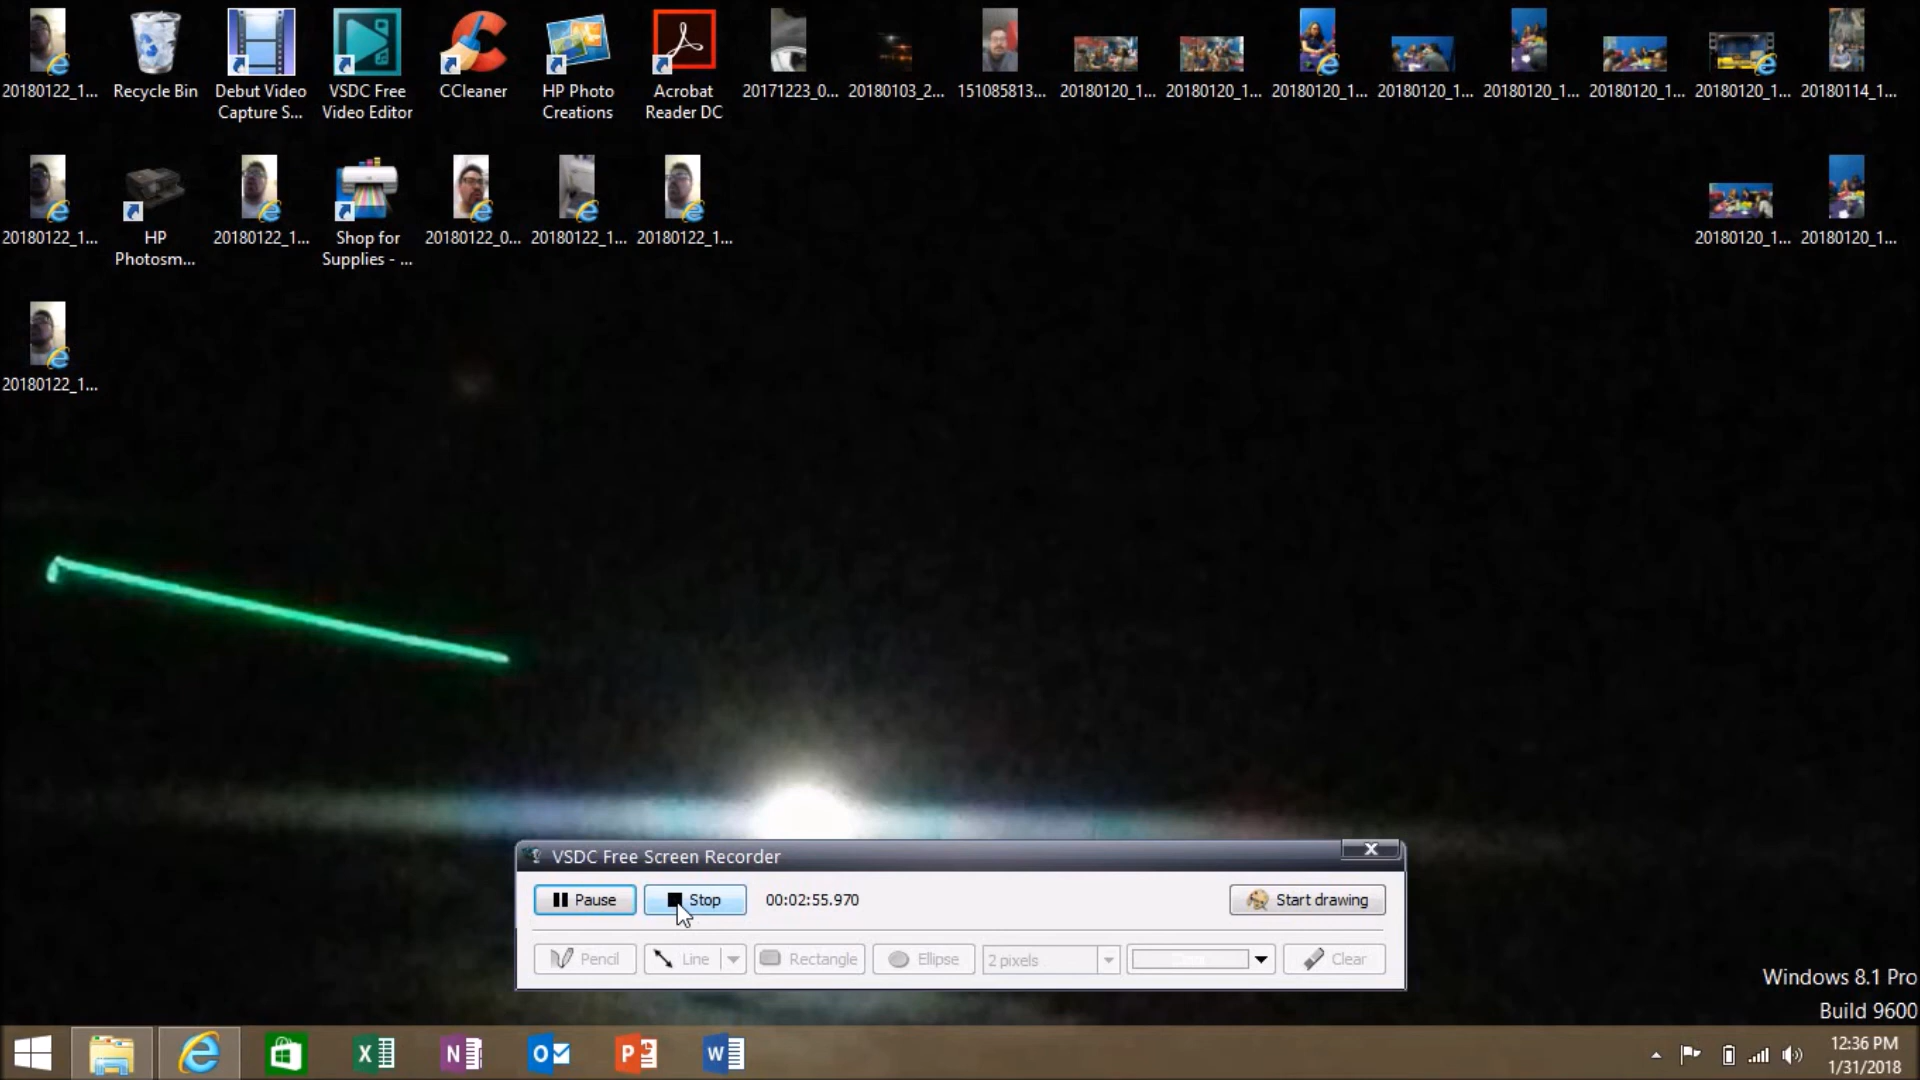 20180122_1...
Recycle Bin
Debut Video
Capture S...
VSDC Free
Video Editor
CCleaner
HP Photo
Creations
Acrobat
Reader DC
20171223_0...
20180103_2...
151085813...
20180120_1...
20180120_1...
20180120_1...
20180120_1...
20180120_1...
20180120_1...
20180120_1...
20180114_1...
20180122_1...
HP
Photosm...
20180122_1...
Shop for
Supplies - ...
20180122_0...
20180122_1...
20180122_1...
20180120_1...
20180120_1...
20180122_1...
VSDC Free Screen Recorder
Pause
Stop
00:02:55.970
Start drawing
Pencil
Line
Rectangle
Ellipse
2 pixels
Clear
Windows 8.1 Pro
Build 9600
12:36 PM
1/31/2018